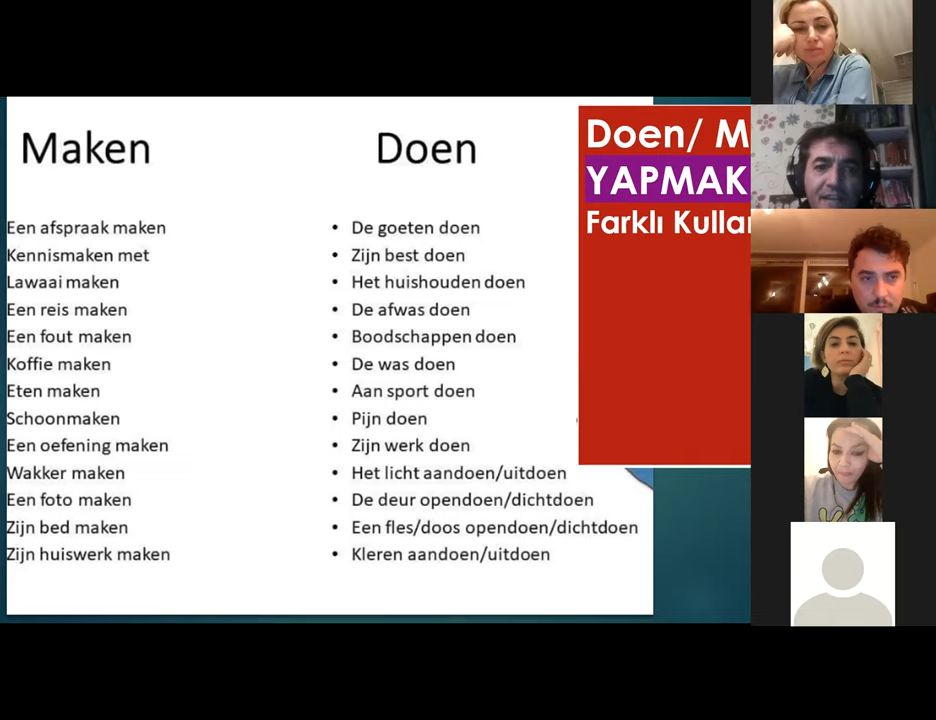 Maken
Een afspraak maken
Kennismaken met
Lawaai maken
Een reis maken
Een fout maken
Koffie maken
Eten maken
Schoonmaken
Een oefening maken
Wakker maken
Een foto maken
Zijn bed maken
Zijn huiswerk maken
Doen
• De goeten doen
• Zijn best doen
• Het huishouden doen
• De afwas doen
• Boodschappen doen
• De was doen
• Aan sport doen
• Pijn doen
• Zijn werk doen
• Het licht aandoen/uitdoen
• De deur opendoen/dichtdoen
• Een fles/doos opendoen/dichtdoen
• Kleren aandoen/uitdoen
Doen/ M
YAPMAK
Farklı Kullan